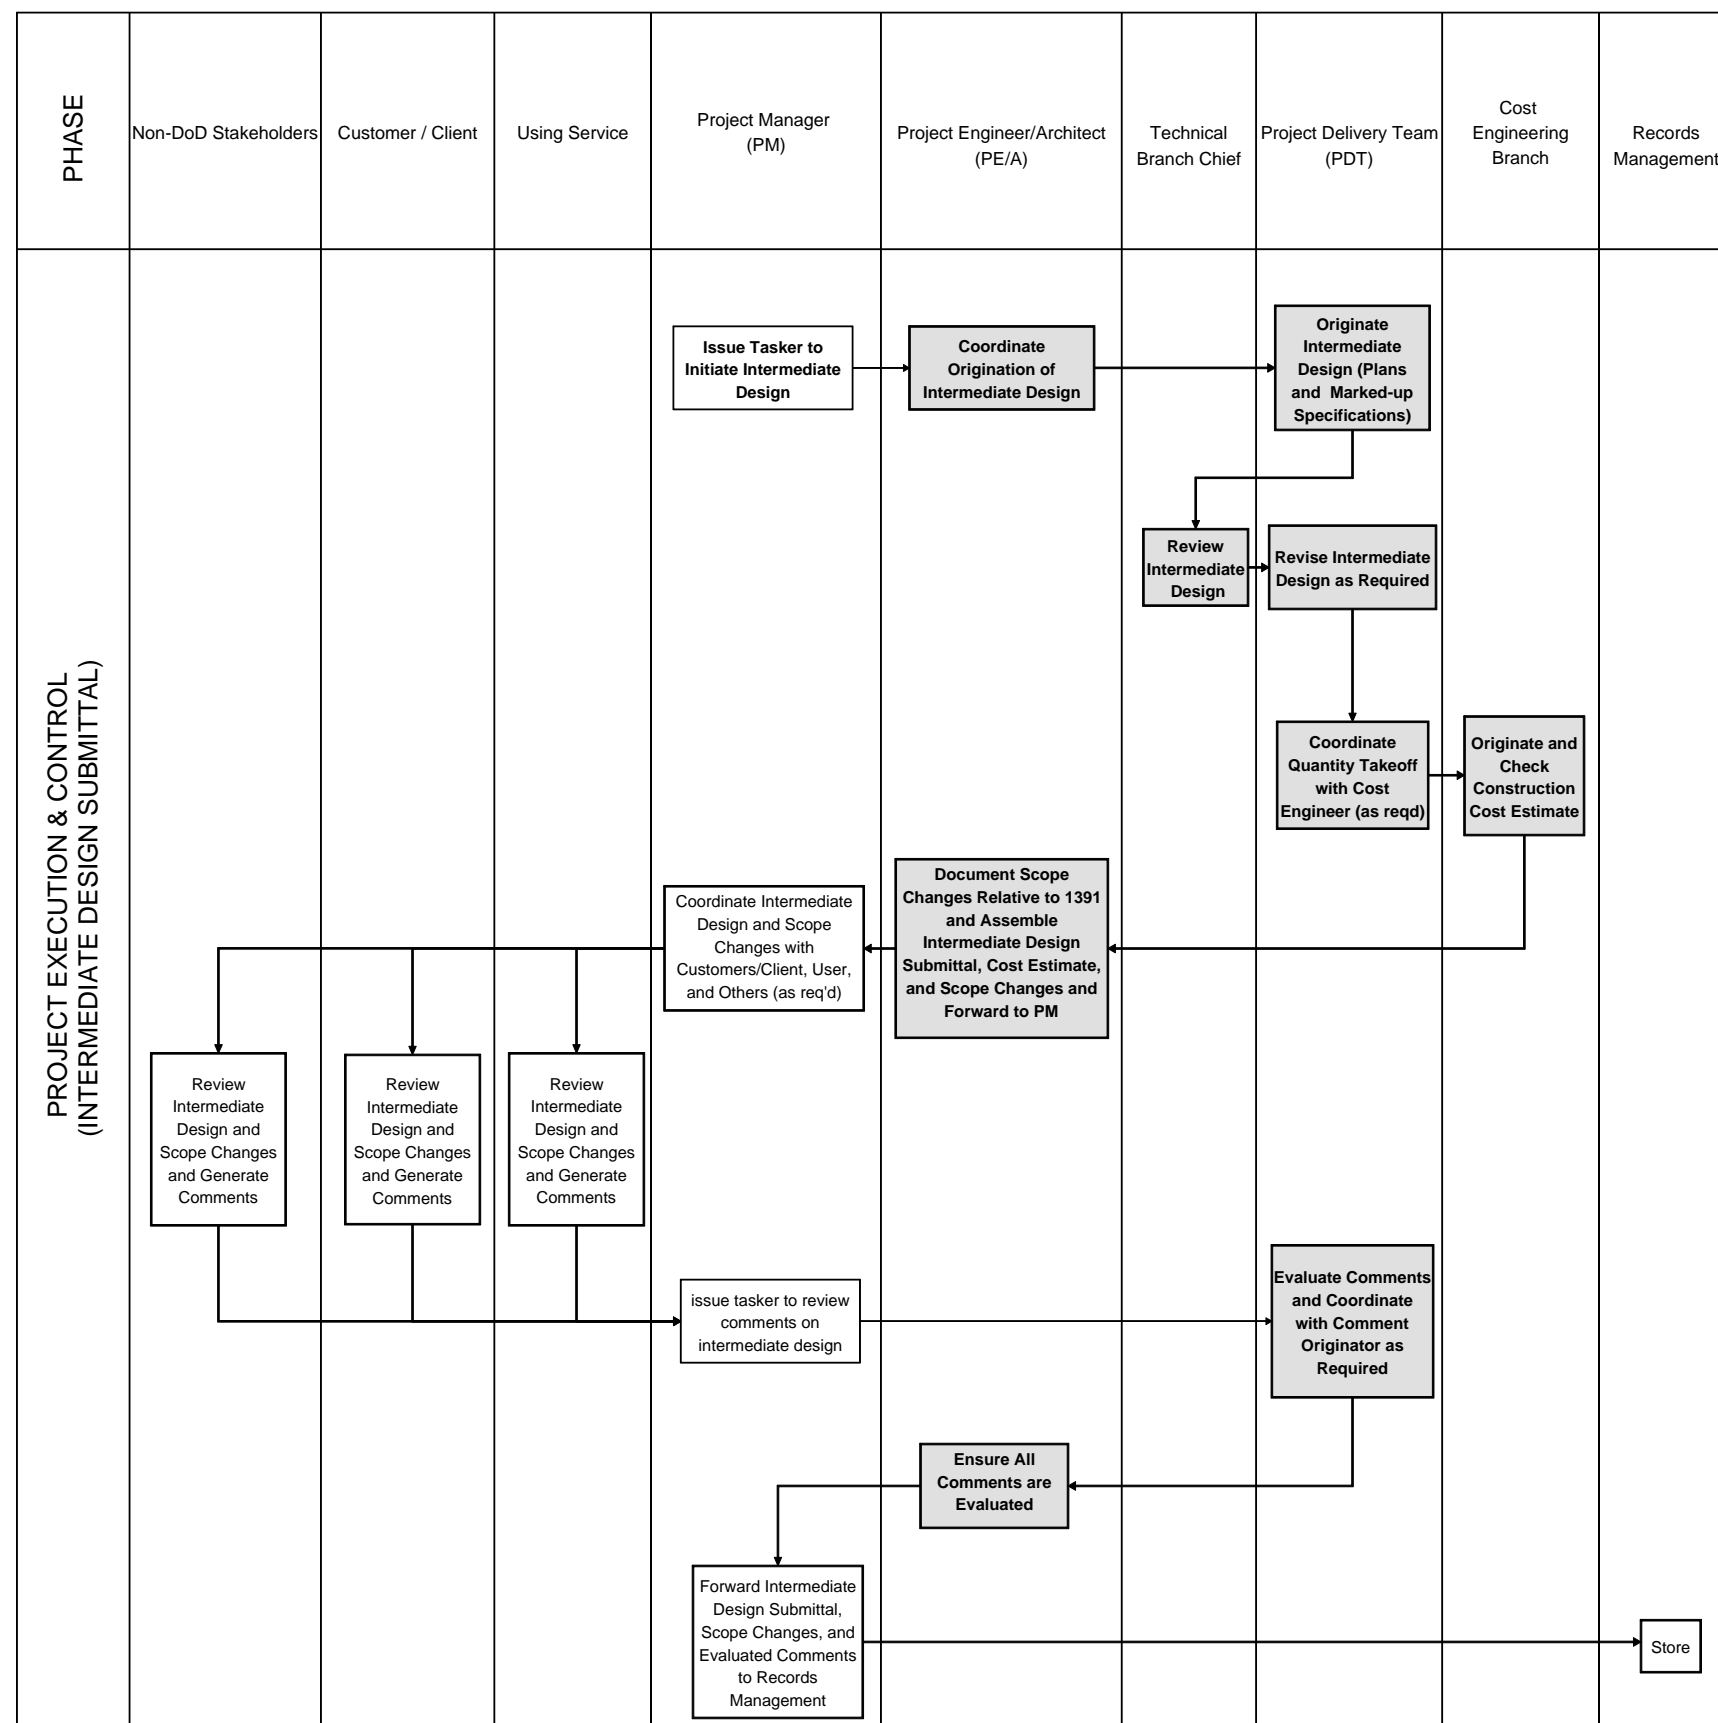 PHASE
Non-DoD Stakeholders
Customer / Client
Using Service
Project Manager
(PM)
Project Engineer/Architect
(PE/A)
Technical
Branch Chief
Project Delivery Team
(PDT)
Cost
Engineering
Branch
Records
Management
PROJECT EXECUTION & CONTROL
(INTERMEDIATE DESIGN SUBMITTAL)
Issue Tasker to
Initiate Intermediate
Design
Coordinate
Origination of
Intermediate Design
Originate
Intermediate
Design (Plans
and Marked-up
Specifications)
Review
Intermediate
Design
Revise Intermediate
Design as Required
Coordinate
Quantity Takeoff
with Cost
Engineer (as reqd)
Originate and
Check
Construction
Cost Estimate
Document Scope
Changes Relative to 1391
and Assemble
Intermediate Design
Submittal, Cost Estimate,
and Scope Changes and
Forward to PM
Coordinate Intermediate
Design and Scope
Changes with
Customers/Client, User,
and Others (as req'd)
Review
Intermediate
Design and
Scope Changes
and Generate
Comments
Review
Intermediate
Design and
Scope Changes
and Generate
Comments
Review
Intermediate
Design and
Scope Changes
and Generate
Comments
issue tasker to review
comments on
intermediate design
Evaluate Comments
and Coordinate
with Comment
Originator as
Required
Ensure All
Comments are
Evaluated
Forward Intermediate
Design Submittal,
Scope Changes, and
Evaluated Comments
to Records
Management
Store